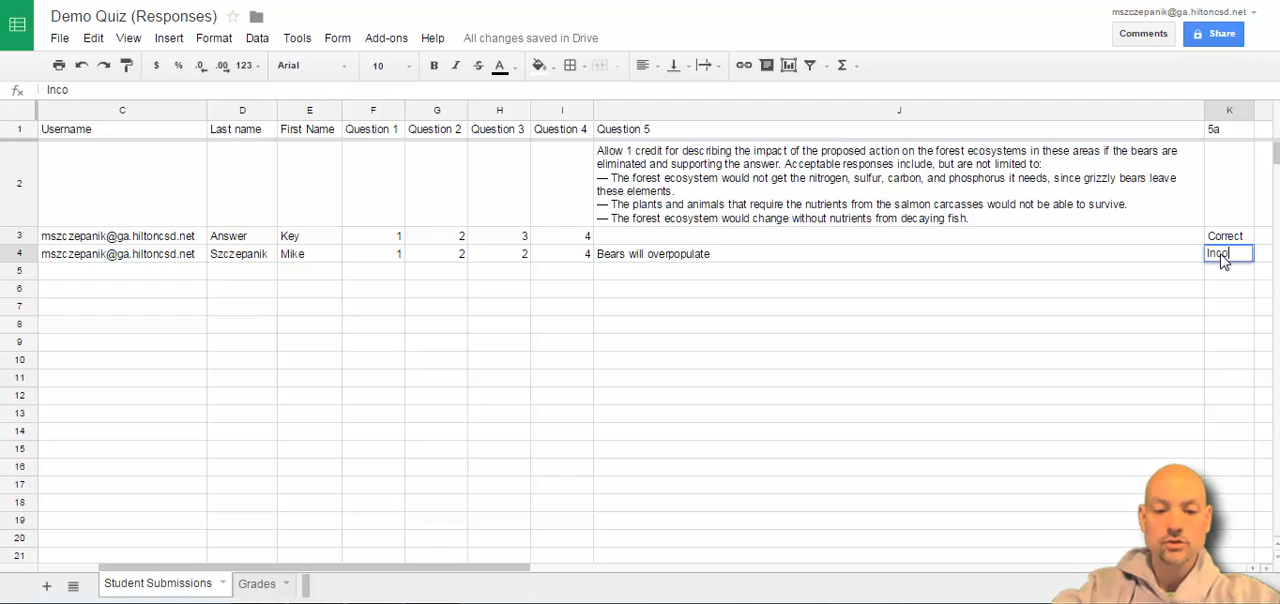 Demo Quiz (Responses)
mszczepanik@ga.hiltoncsd.net
File Edit View Insert Format Data Tools Form Add-ons Help All changes saved in Drive
Comments Share
$ % .0 .00 123 Arial 10 B I S A
fx Inco
C D E F G H I J K
1 Username Last name First Name Question 1 Question 2 Question 3 Question 4 Question 5 5a
Allow 1 credit for describing the impact of the proposed action on the forest ecosystems in these areas if the bears are
eliminated and supporting the answer. Acceptable responses include, but are not limited to:
2 — The forest ecosystem would not get the nitrogen, sulfur, carbon, and phosphorus it needs, since grizzly bears leave
these elements.
— The plants and animals that require the nutrients from the salmon carcasses would not be able to survive.
— The forest ecosystem would change without nutrients from decaying fish.
3 mszczepanik@ga.hiltoncsd.net Answer Key 1 2 3 4 Correct
4 mszczepanik@ga.hiltoncsd.net Szczepanik Mike 1 2 2 4 Bears will overpopulate Inco
5
6
7
8
9
10
11
12
13
14
15
16
17
18
19
20
21
Student Submissions Grades